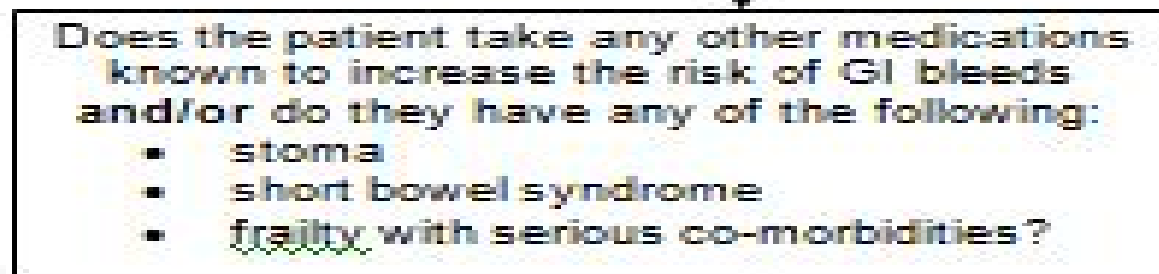 Does the patient take any other medications
known to increase the risk of GI bleeds
and/or do they have any of the following:
• stoma
• short bowel syndrome
• frailty with serious co-morbidities?